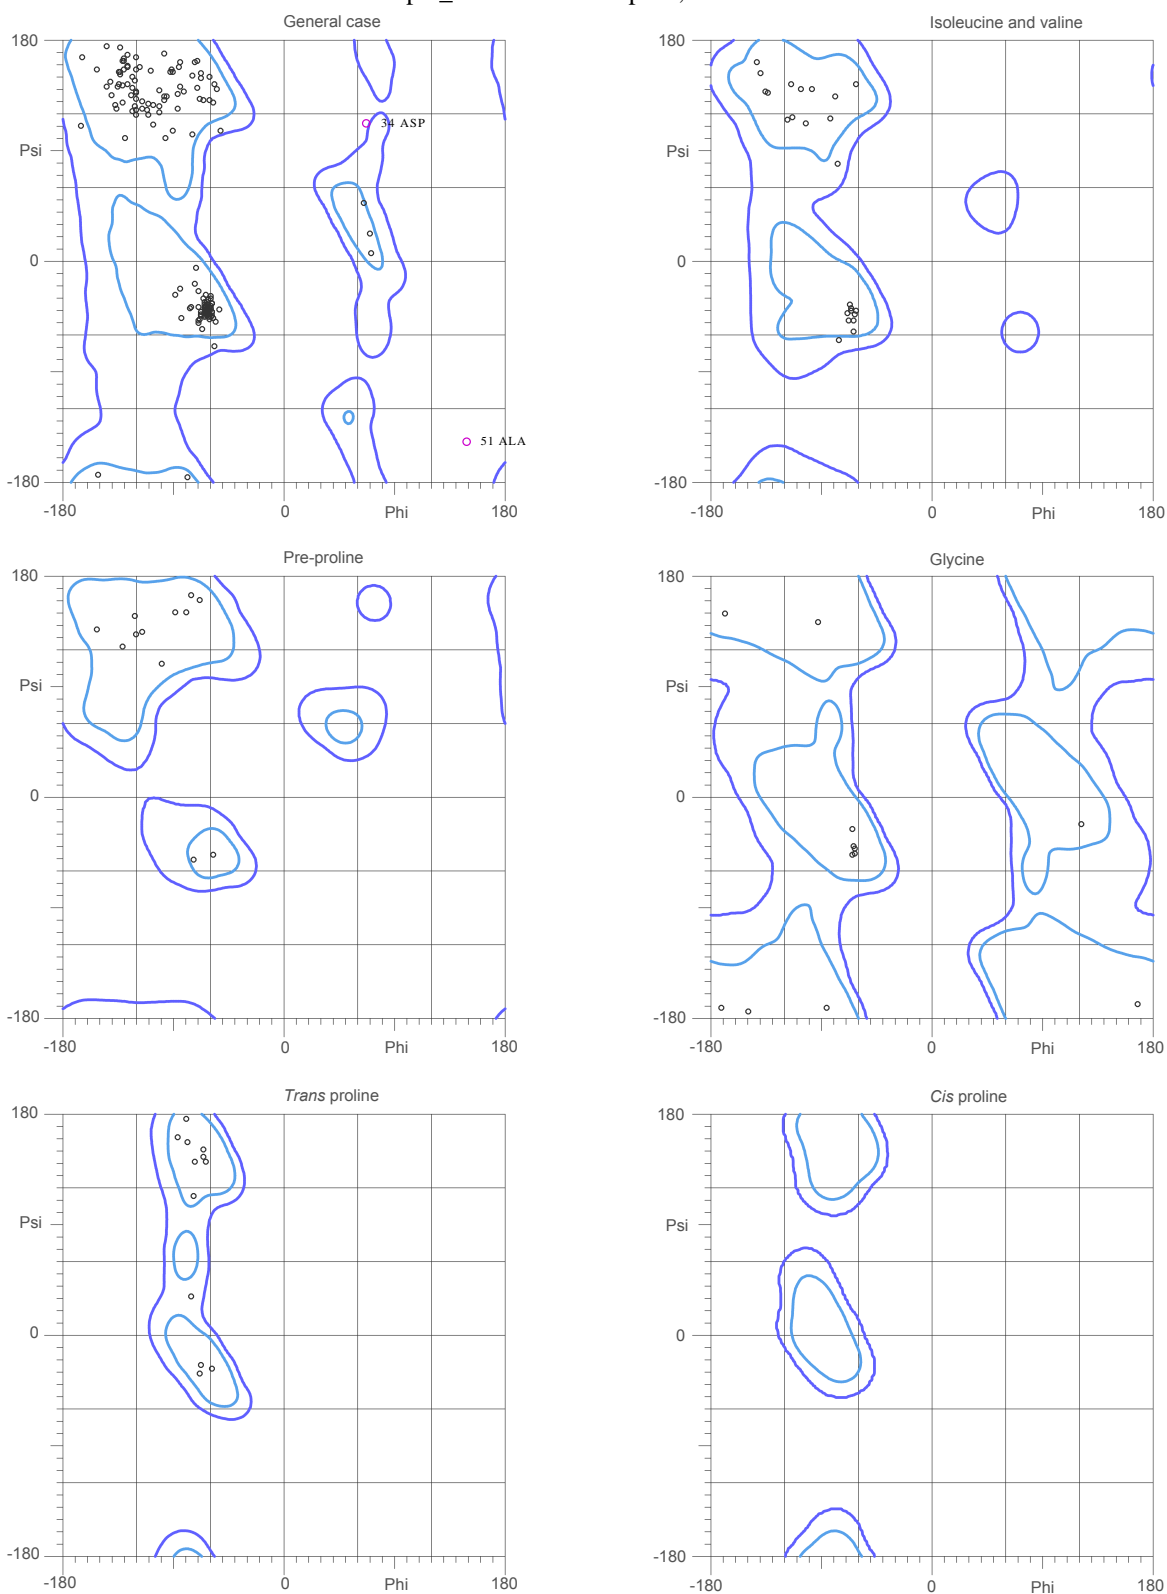 General case
Isoleucine and valine
180
180
34 ASP
Psi
Psi
0
0
51 ALA
-180
-180
-180
0
Phi
180
-180
0
Phi
180
Pre-proline
Glycine
180
180
Psi
Psi
0
0
-180
-180
-180
0
Phi
180
-180
0
Phi
180
Trans proline
Cis proline
180
180
Psi
Psi
0
0
-180
-180
-180
0
Phi
180
-180
0
Phi
180